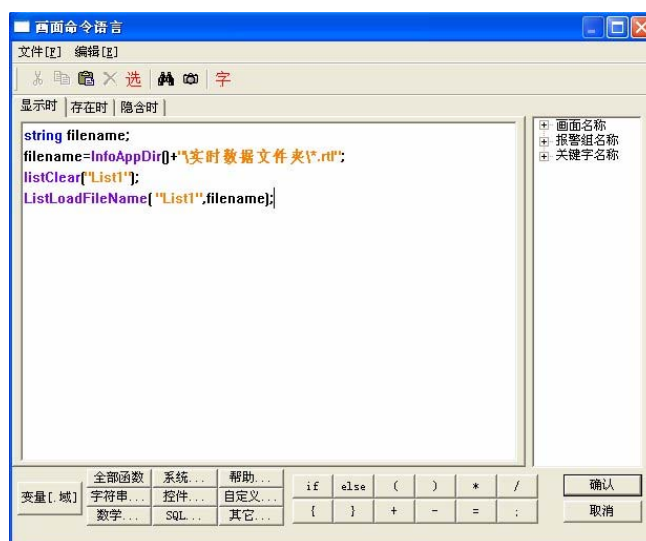 画面命令语言
文件[F] 编辑[E]
选 字
显示时 存在时 隐含时
string filename;
filename=InfoAppDir()+"\实时数据文件夹\*.rtl";
listClear("List1");
ListLoadFileName( "List1",filename);
画面名称
报警组名称
关键字名称
变量[.域]
全部函数 系统... 帮助...
字符串... 控件... 自定义...
数学... SQL... 其它...
if else ( ) * /
{ } + - = ;
确认
取消